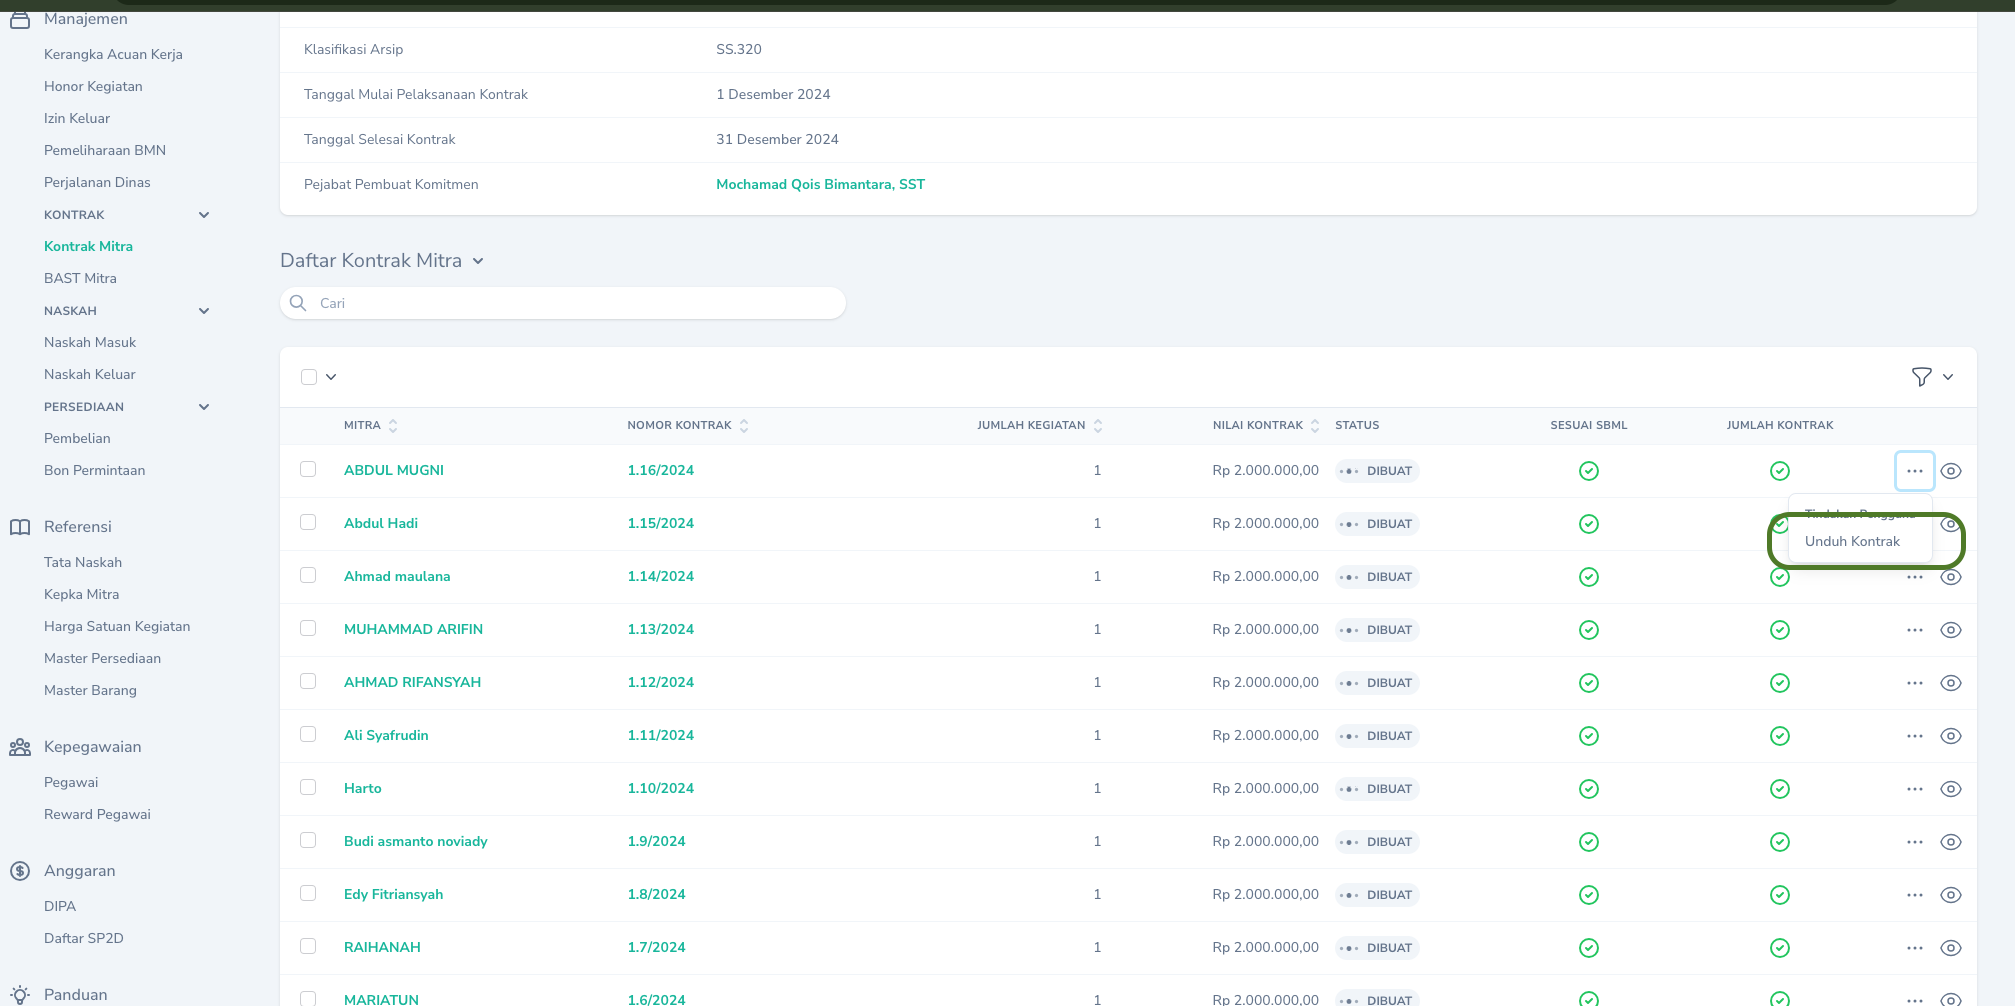 Manajemen
Kerangka Acuan Kerja
Honor Kegiatan
Izin Keluar
Pemeliharaan BMN
Perjalanan Dinas
KONTRAK
Kontrak Mitra
BAST Mitra
NASKAH
Naskah Masuk
Naskah Keluar
PERSEDIAAN
Pembelian
Bon Permintaan
Referensi
Tata Naskah
Kepka Mitra
Harga Satuan Kegiatan
Master Persediaan
Master Barang
Kepegawaian
Pegawai
Reward Pegawai
Anggaran
DIPA
Daftar SP2D
Panduan
Klasifikasi Arsip SS.320
Tanggal Mulai Pelaksanaan Kontrak 1 Desember 2024
Tanggal Selesai Kontrak 31 Desember 2024
Pejabat Pembuat Komitmen Mochamad Qois Bimantara, SST
Daftar Kontrak Mitra
Cari
MITRA NOMOR KONTRAK JUMLAH KEGIATAN NILAI KONTRAK STATUS SESUAI SBML JUMLAH KONTRAK
ABDUL MUGNI 1.16/2024 1 Rp 2.000.000,00 DIBUAT
Tindakan Pengguna
Abdul Hadi 1.15/2024 1 Rp 2.000.000,00 DIBUAT
Unduh Kontrak
Ahmad maulana 1.14/2024 1 Rp 2.000.000,00 DIBUAT
MUHAMMAD ARIFIN 1.13/2024 1 Rp 2.000.000,00 DIBUAT
AHMAD RIFANSYAH 1.12/2024 1 Rp 2.000.000,00 DIBUAT
Ali Syafrudin 1.11/2024 1 Rp 2.000.000,00 DIBUAT
Harto 1.10/2024 1 Rp 2.000.000,00 DIBUAT
Budi asmanto noviady 1.9/2024 1 Rp 2.000.000,00 DIBUAT
Edy Fitriansyah 1.8/2024 1 Rp 2.000.000,00 DIBUAT
RAIHANAH 1.7/2024 1 Rp 2.000.000,00 DIBUAT
MARIATUN 1.6/2024 1 Rp 2.000.000,00 DIBUAT